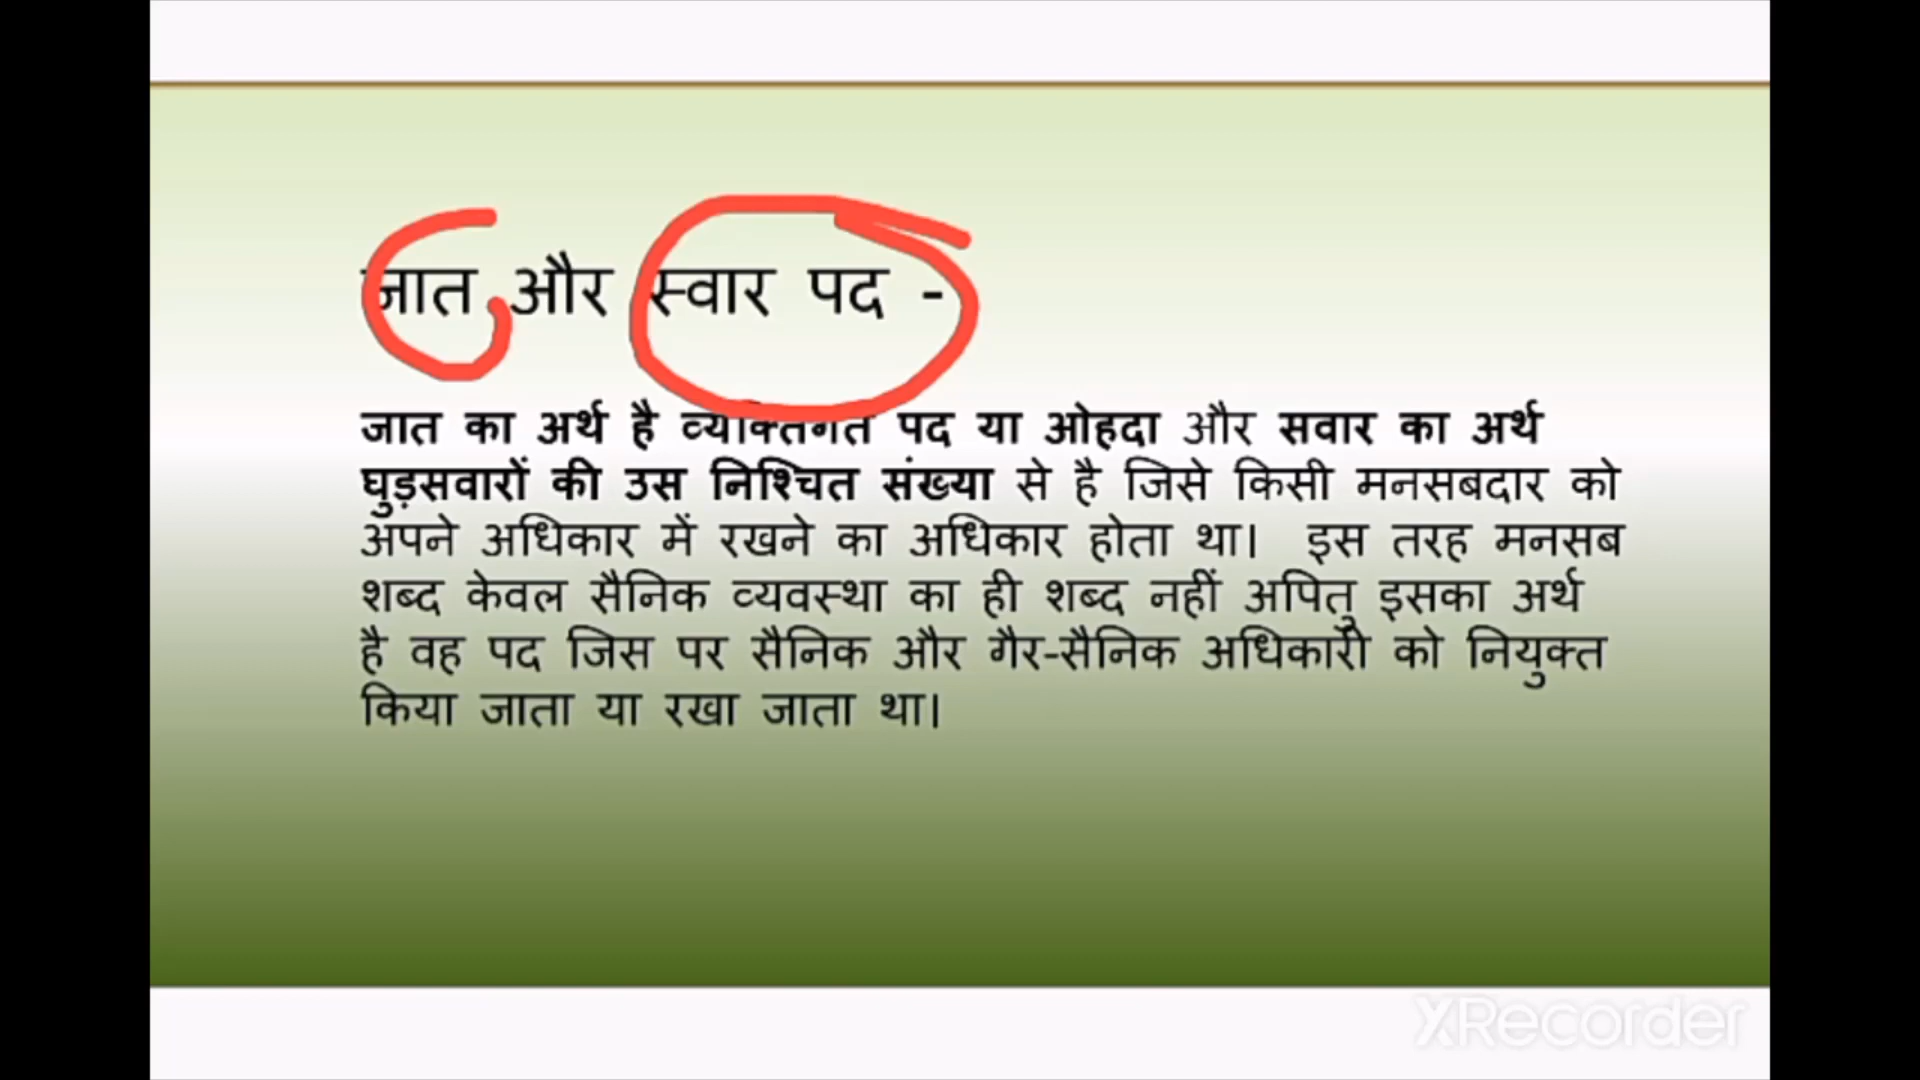 जात और स्वार पद -
जात का अर्थ है व्यक्तिगत पद या ओहदा और सवार का अर्थ
घुड़सवारों की उस निश्चित संख्या से है जिसे किसी मनसबदार को
अपने अधिकार में रखने का अधिकार होता था। इस तरह मनसब
शब्द केवल सैनिक व्यवस्था का ही शब्द नहीं अपितु इसका अर्थ
है वह पद जिस पर सैनिक और गैर-सैनिक अधिकारी को नियुक्त
किया जाता या रखा जाता था।
XRecorder